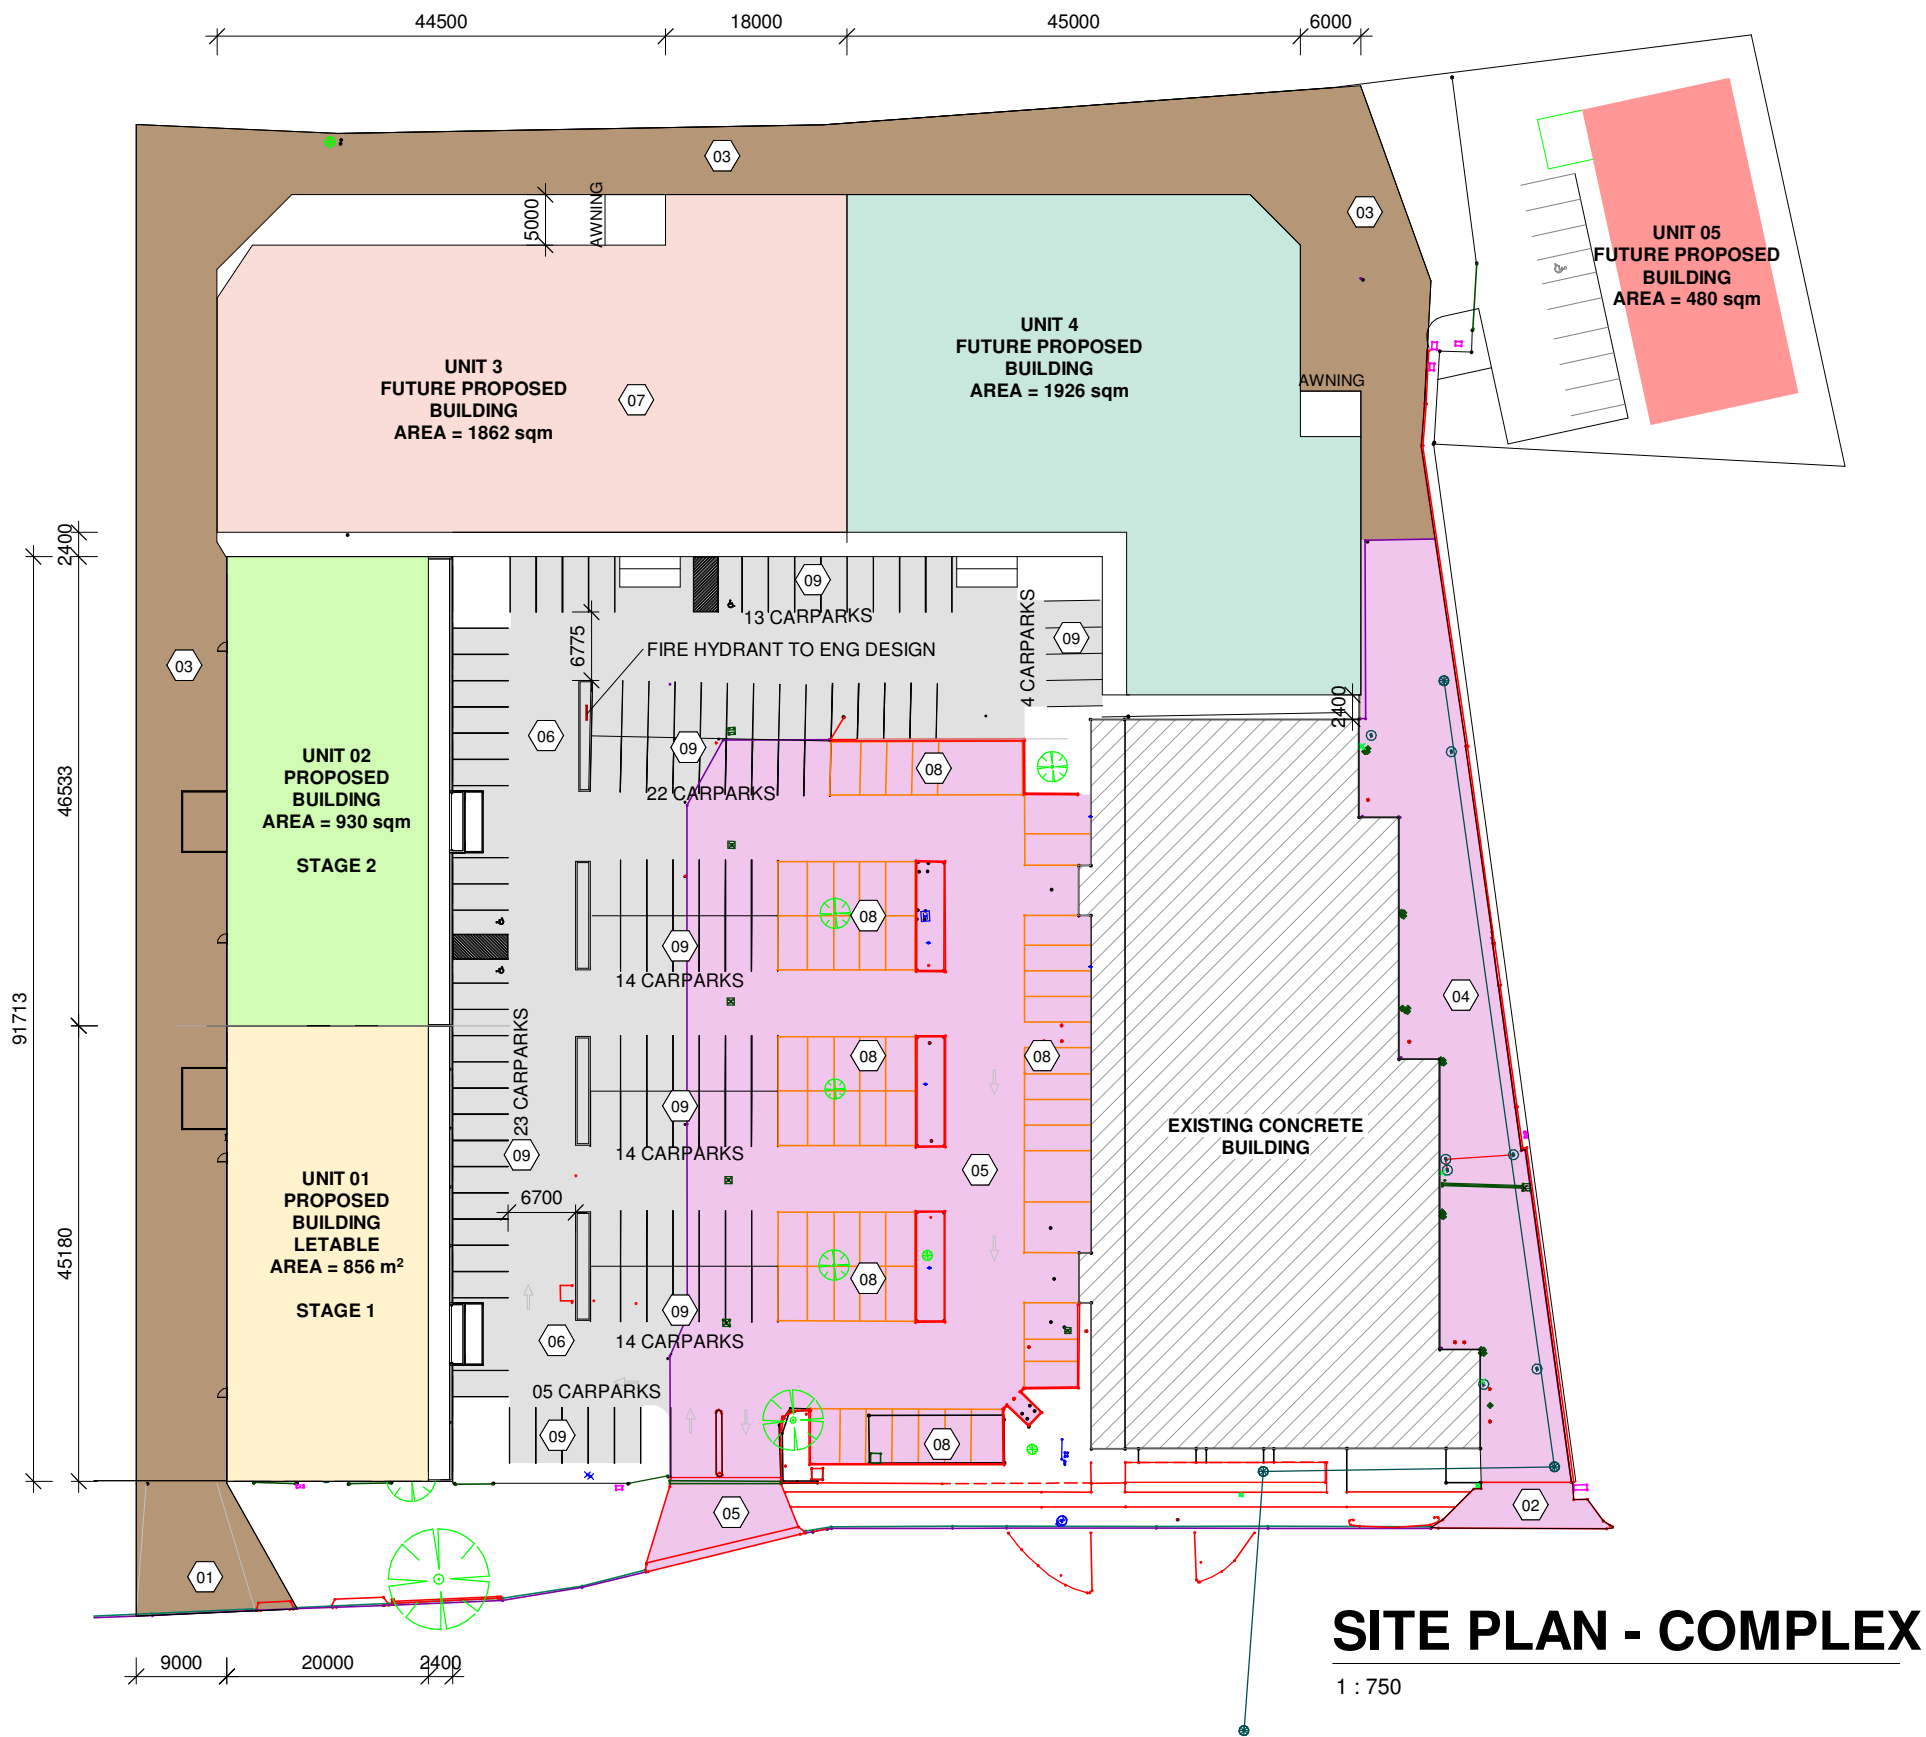 44500
18000
45000
6000
03
5000
AWNING
03
UNIT 05
FUTURE PROPOSED
BUILDING
AREA = 480 sqm
UNIT 4
FUTURE PROPOSED
BUILDING
AREA = 1926 sqm
UNIT 3
FUTURE PROPOSED
BUILDING
AREA = 1862 sqm
07
AWNING
2400
09
13 CARPARKS
6775
FIRE HYDRANT TO ENG DESIGN
4 CARPARKS
09
03
2400
06
09
08
22 CARPARKS
UNIT 02
PROPOSED
BUILDING
AREA = 930 sqm
STAGE 2
46533
08
09
14 CARPARKS
04
91713
23 CARPARKS
08
08
09
14 CARPARKS
09
05
EXISTING CONCRETE
BUILDING
UNIT 01
PROPOSED
BUILDING
LETABLE
AREA = 856 m²
STAGE 1
6700
45180
08
09
06
14 CARPARKS
05 CARPARKS
09
08
05
02
01
9000
20000
2400
SITE PLAN - COMPLEX
1 : 750